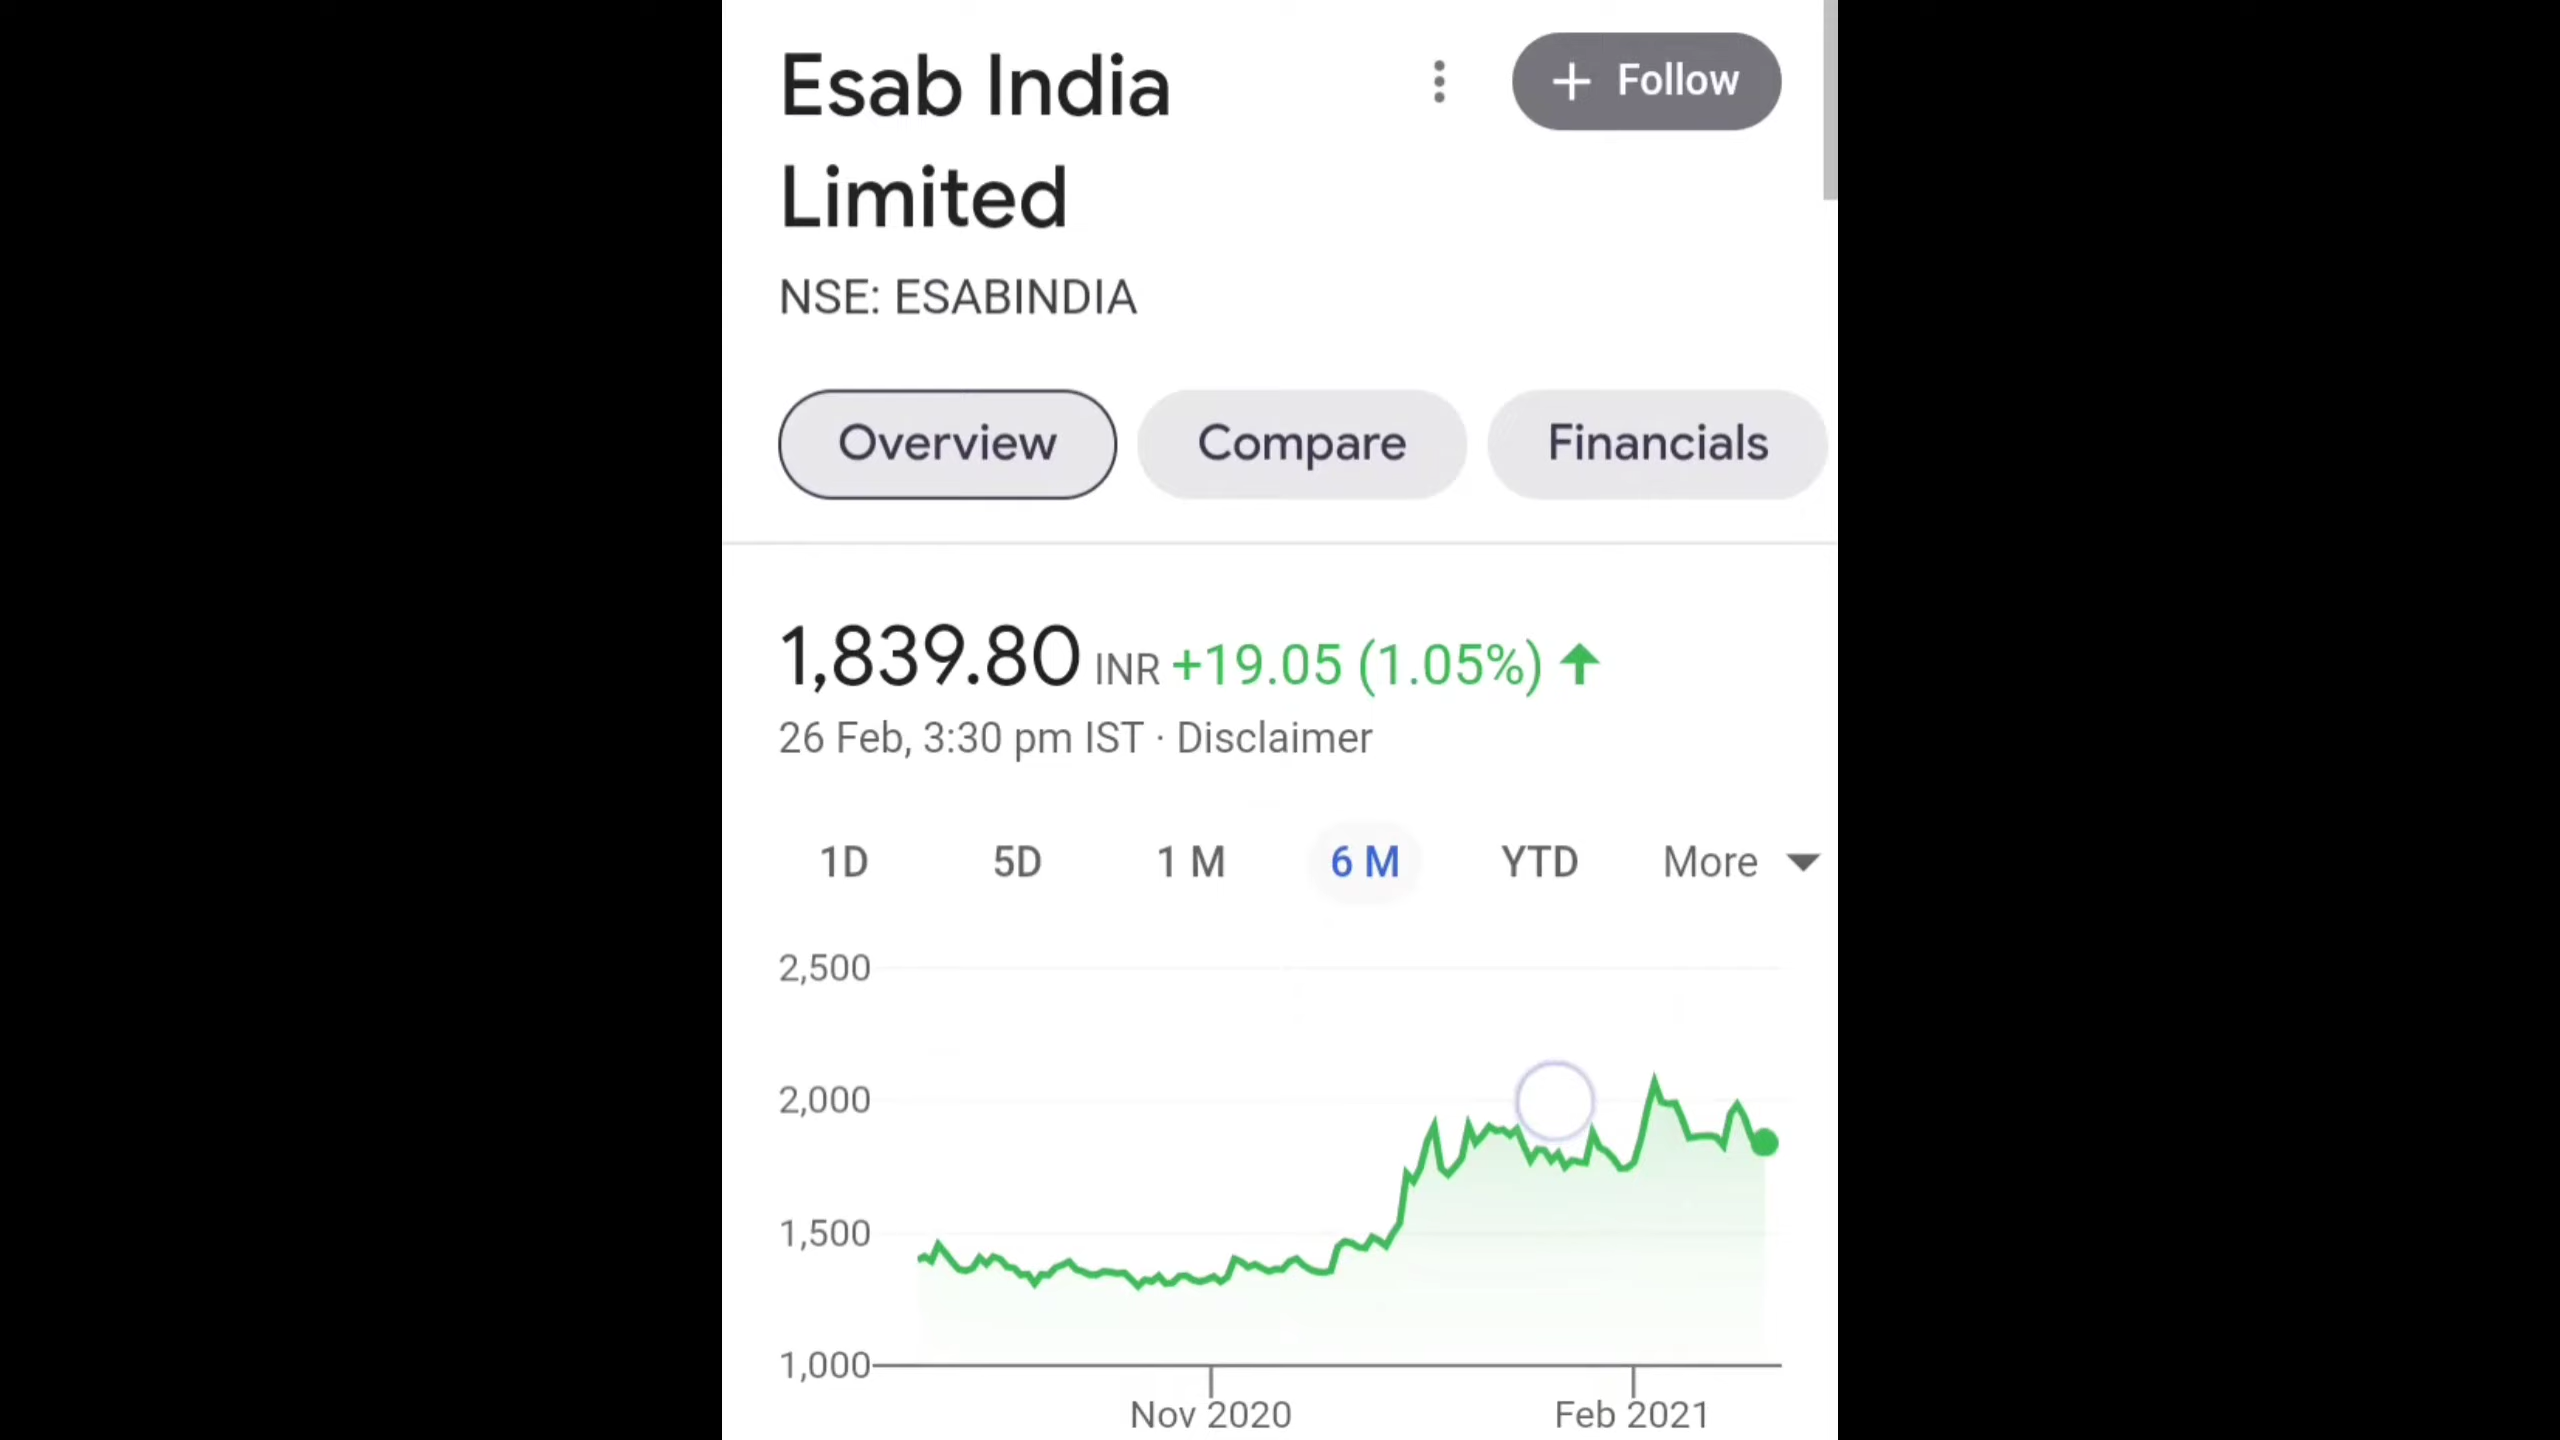 Esab India
Limited
+ Follow
NSE: ESABINDIA
Overview Compare Financials
1,839.80 INR +19.05 (1.05%)
26 Feb, 3:30 pm IST · Disclaimer
1D 5D 1 M 6 M YTD More
2,500
2,000
1,500
1,000
Nov 2020 Feb 2021